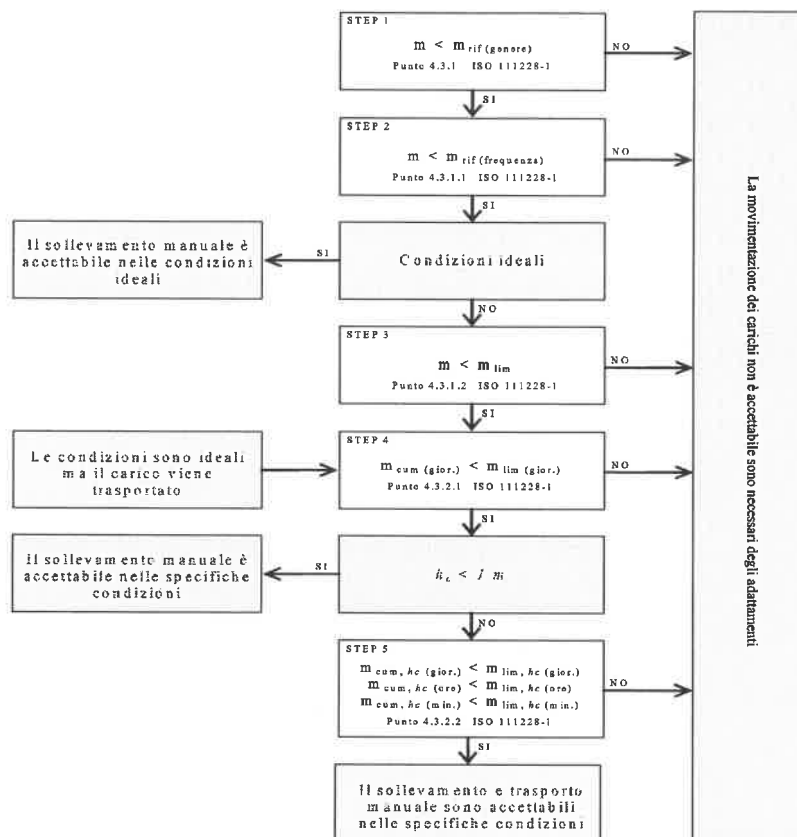 STEP 1
m < m rif (genere)
Punto 4.3.1 ISO 111228-1
NO
SI
STEP 2
m < m rif (frequenza)
Punto 4.3.1.1 ISO 111228-1
NO
SI
Il sollevamento manuale è
accettabile nelle condizioni
ideali
SI
Condizioni ideali
NO
STEP 3
m < m lim
Punto 4.3.1.2 ISO 111228-1
NO
SI
Le condizioni sono ideali
ma il carico viene
trasportato
STEP 4
m cum (gior.) < m lim (gior.)
Punto 4.3.2.1 ISO 111228-1
NO
SI
Il sollevamento manuale è
accettabile nelle specifiche
condizioni
SI
h c < 1 m
NO
STEP 5
m cum, hc (gior.) < m lim, hc (gior.)
m cum, hc (ore) < m lim, hc (ore)
m cum, hc (min.) < m lim, hc (min.)
Punto 4.3.2.2 ISO 111228-1
NO
SI
Il sollevamento e trasporto
manuale sono accettabili
nelle specifiche condizioni
La movimentazione dei carichi non è accettabile sono necessari degli adattamenti